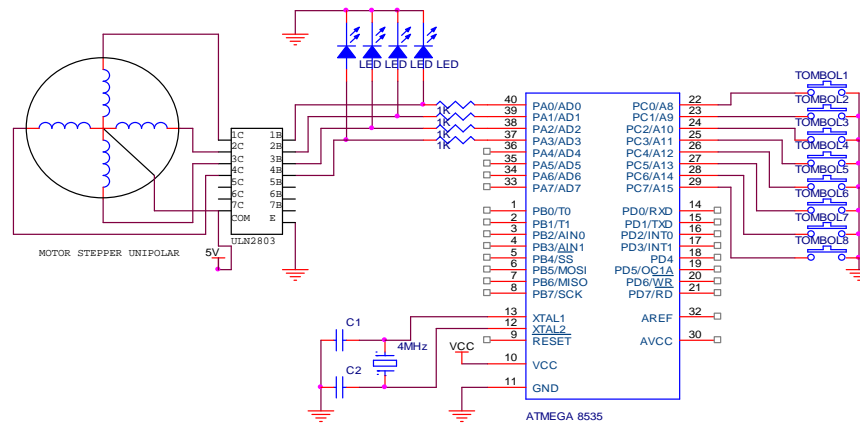 LED LED LED LED
1K
1K
1K
1K
MOTOR STEPPER UNIPOLAR
1C 1B
2C 2B
3C 3B
4C 4B
5C 5B
6C 6B
7C 7B
COM E
ULN2803
5V
40 PA0/AD0 PC0/A8 22
39 PA1/AD1 PC1/A9 23
38 PA2/AD2 PC2/A10 24
37 PA3/AD3 PC3/A11 25
36 PA4/AD4 PC4/A12 26
35 PA5/AD5 PC5/A13 27
34 PA6/AD6 PC6/A14 28
33 PA7/AD7 PC7/A15 29
1 PB0/T0 PD0/RXD 14
2 PB1/T1 PD1/TXD 15
3 PB2/AIN0 PD2/INT0 16
4 PB3/AIN1 PD3/INT1 17
5 PB4/SS PD4 18
6 PB5/MOSI PD5/OC1A 19
7 PB6/MISO PD6/WR 20
8 PB7/SCK PD7/RD 21
13 XTAL1 AREF 32
12 XTAL2
9 RESET AVCC 30
10 VCC
11 GND
ATMEGA 8535
VCC
C1
C2
4MHz
TOMBOL1
TOMBOL2
TOMBOL3
TOMBOL4
TOMBOL5
TOMBOL6
TOMBOL7
TOMBOL8